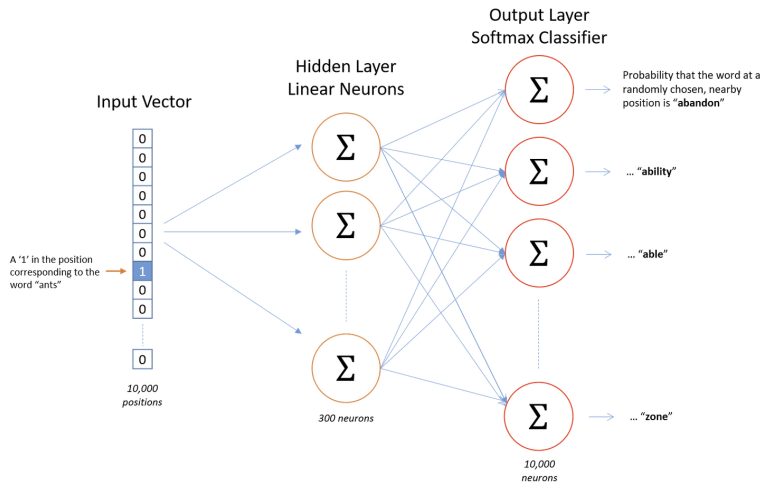 Output Layer
Softmax Classifier
Hidden Layer
Linear Neurons
Input Vector
0
0
0
0
0
0
0
1
0
0
0
A ‘1’ in the position
corresponding to the
word “ants”
10,000
positions
Σ
Σ
Σ
300 neurons
Σ
Σ
Σ
Σ
10,000
neurons
Probability that the word at a
randomly chosen, nearby
position is “abandon”
… “ability”
… “able”
… “zone”